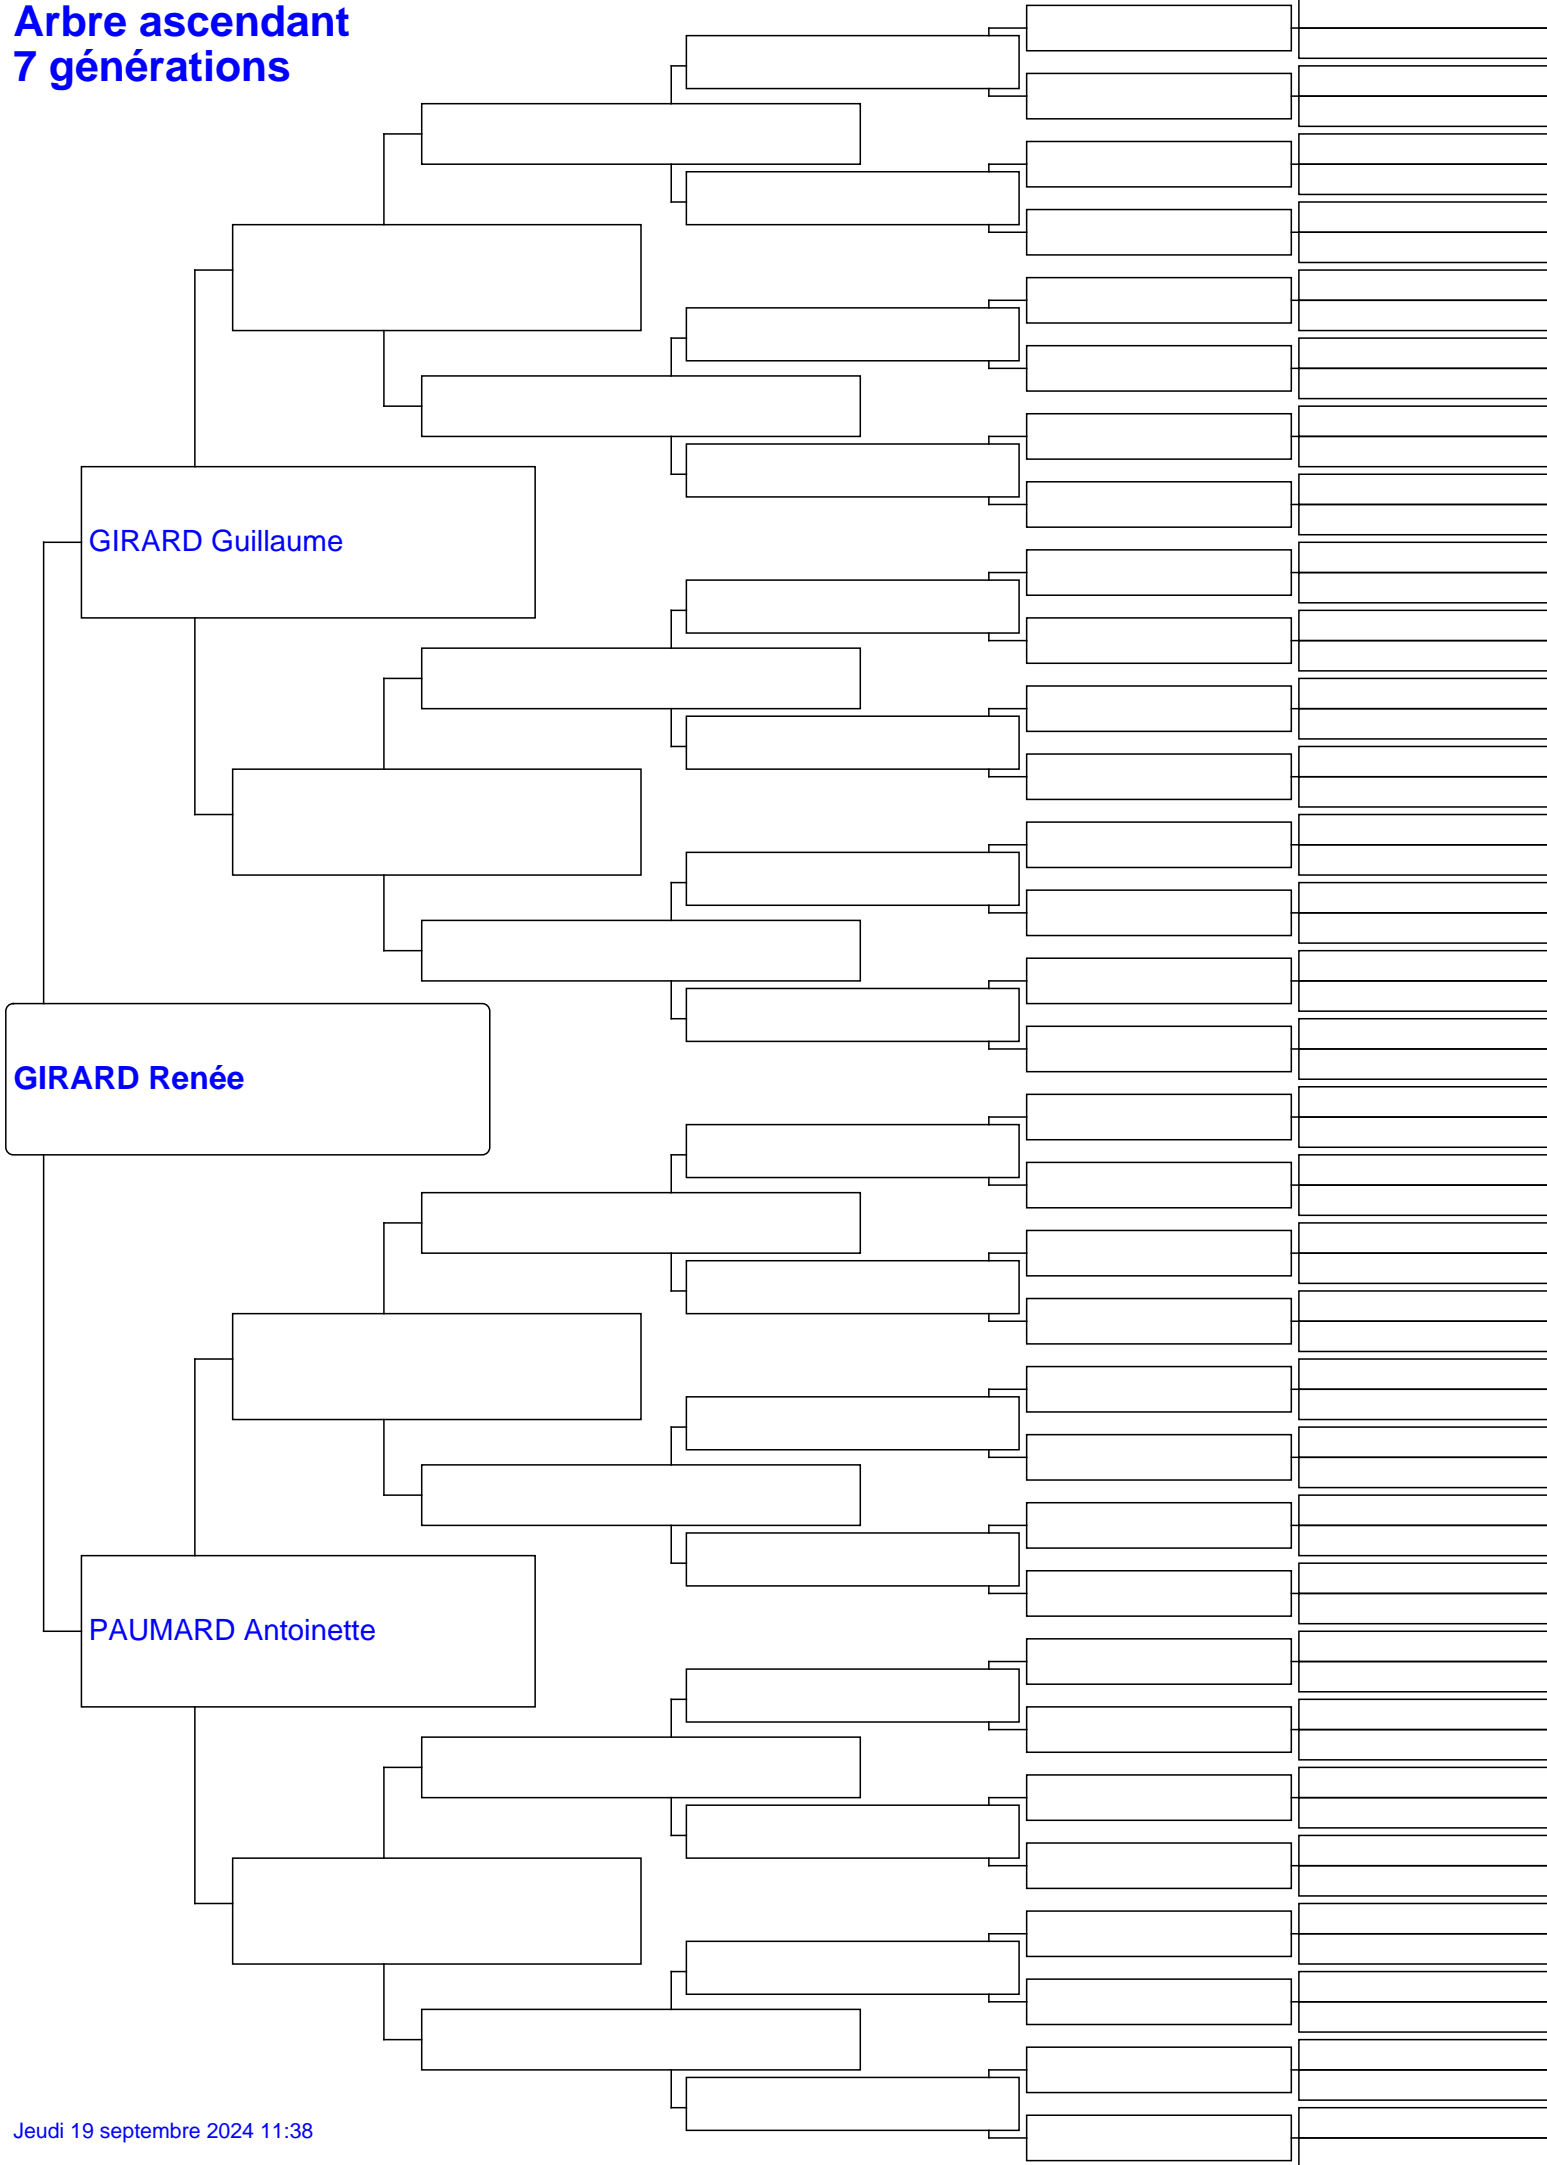 Arbre ascendant
7 générations
GIRARD Guillaume
GIRARD Renée
PAUMARD Antoinette
Jeudi 19 septembre 2024 11:38